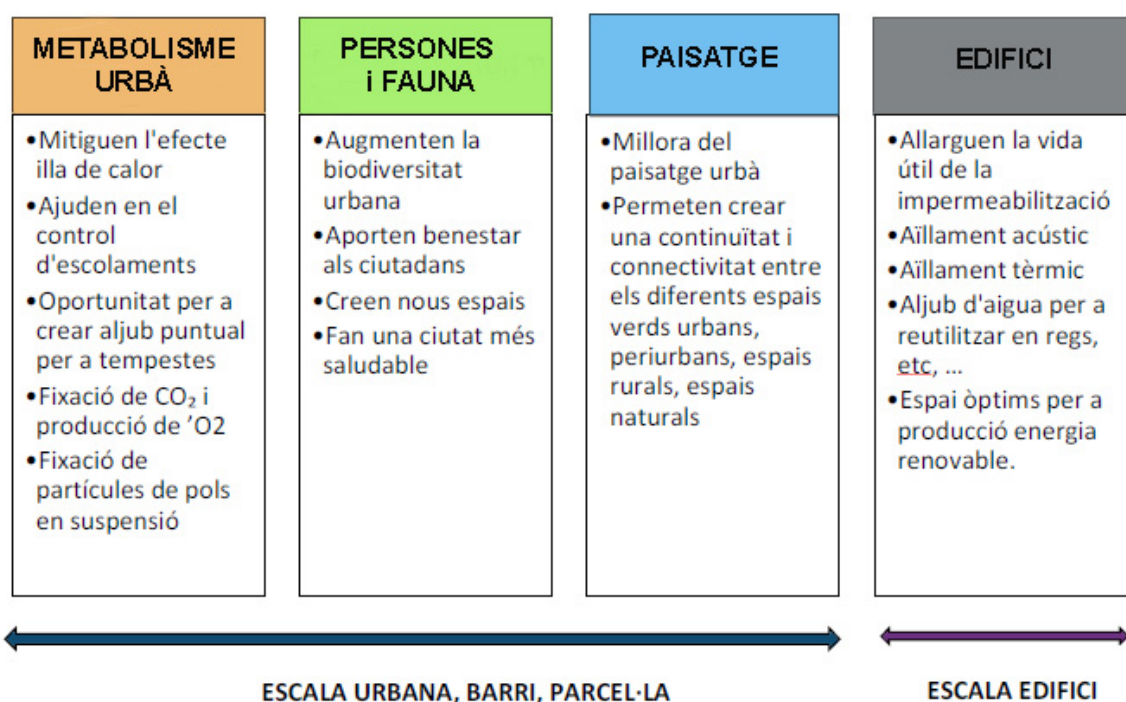 METABOLISME
URBÀ
•Mitiguen l'efecte
illa de calor
•Ajuden en el
control
d'escolaments
•Oportunitat per a
crear aljub puntual
per a tempestes
•Fixació de CO₂ i
producció de ’O2
•Fixació de
partícules de pols
en suspensió
PERSONES
i FAUNA
•Augmenten la
biodiversitat
urbana
•Aporten benestar
als ciutadans
•Creen nous espais
•Fan una ciutat més
saludable
PAISATGE
•Millora del
paisatge urbà
•Permeten crear
una continuïtat i
connectivitat entre
els diferents espais
verds urbans,
periurbans, espais
rurals, espais
naturals
EDIFICI
•Allarguen la vida
útil de la
impermeabilització
•Aïllament acústic
•Aïllament tèrmic
•Aljub d'aigua per a
reutilitzar en regs,
etc, ...
•Espai òptims per a
producció energia
renovable.
ESCALA URBANA, BARRI, PARCEL·LA
ESCALA EDIFICI